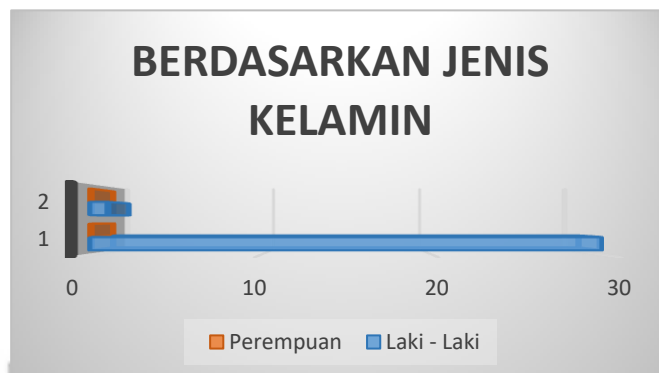 BERDASARKAN JENIS
KELAMIN
2
1
0 10 20 30
Perempuan Laki - Laki